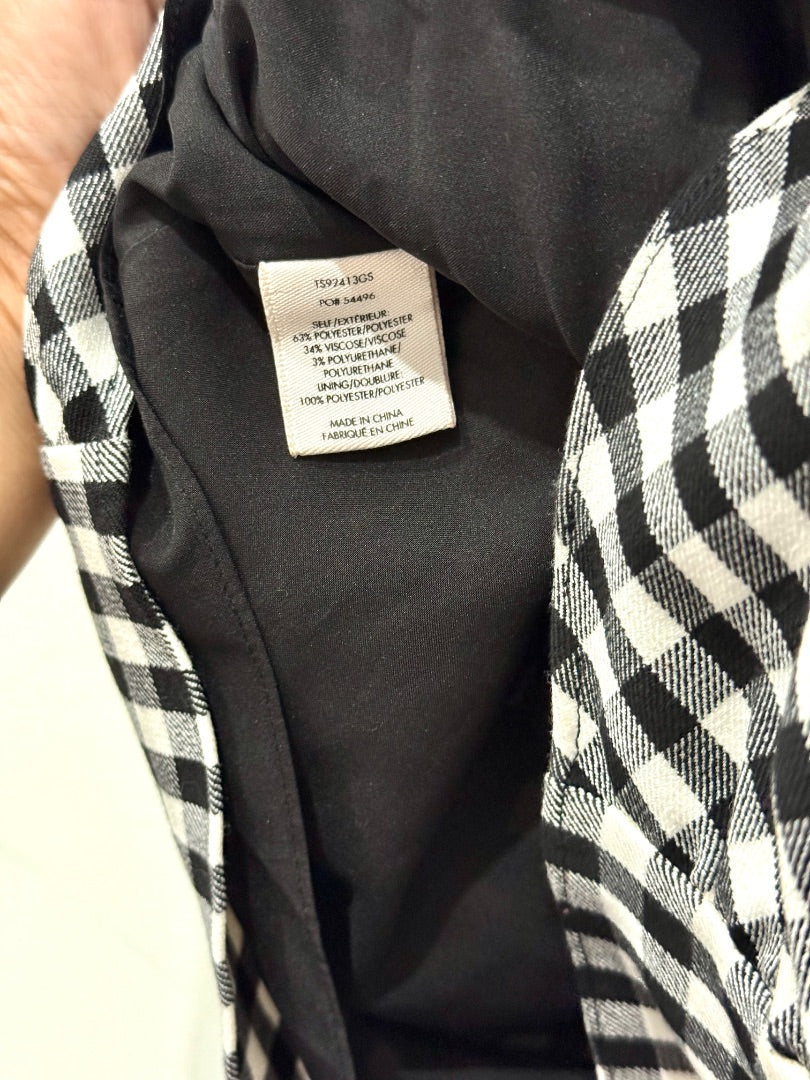 TS92413GS
PO# 54496
SELF/EXTÉRIEUR:
63% POLYESTER/POLYESTER
34% VISCOSE/VISCOSE
3% POLYURETHANE/
POLYURETHANE
LINING/DOUBLURE:
100% POLYESTER/POLYESTER
MADE IN CHINA
FABRIQUÉ EN CHINE